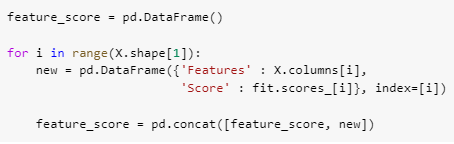 feature_score = pd.DataFrame()
for i in range(X.shape[1]):
    new = pd.DataFrame({'Features' : X.columns[i],
                        'Score' : fit.scores_[i]}, index=[i])
    feature_score = pd.concat([feature_score, new])